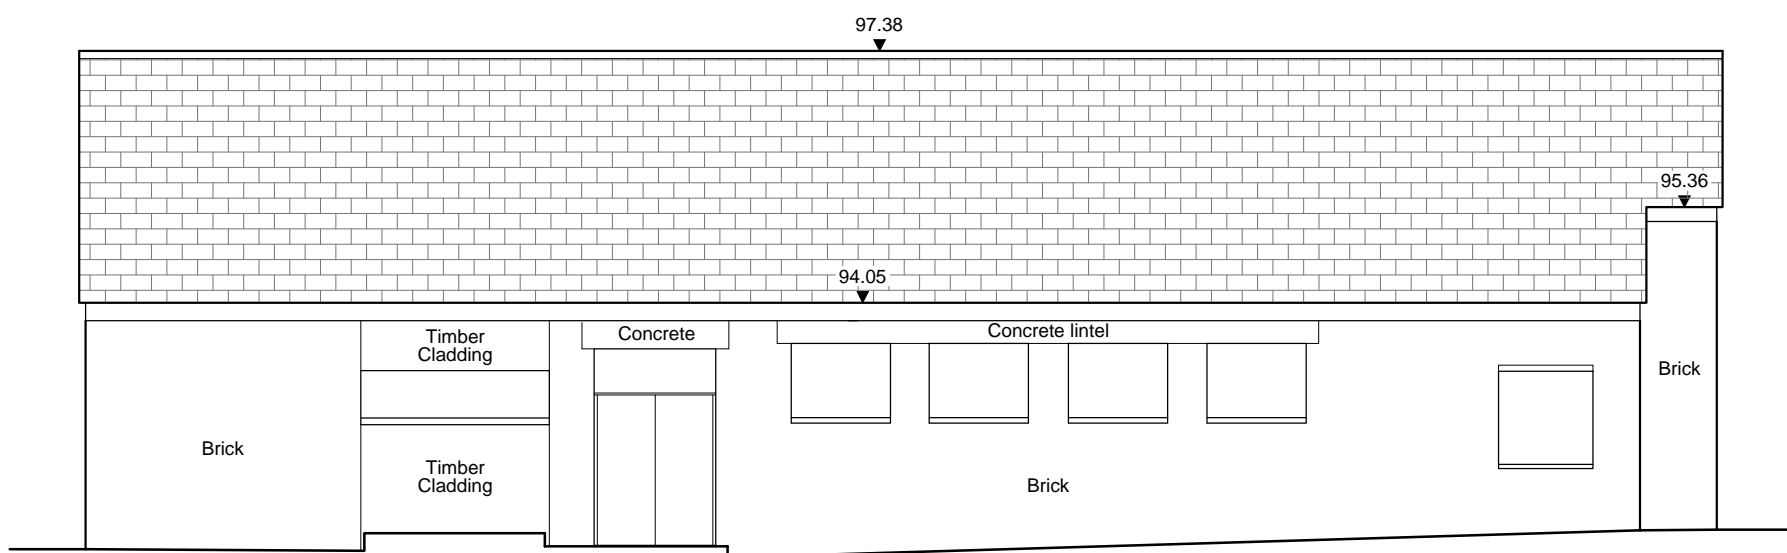 97.38
95.36
94.05
Timber
Cladding
Concrete
Concrete lintel
Brick
Brick
Timber
Cladding
Brick